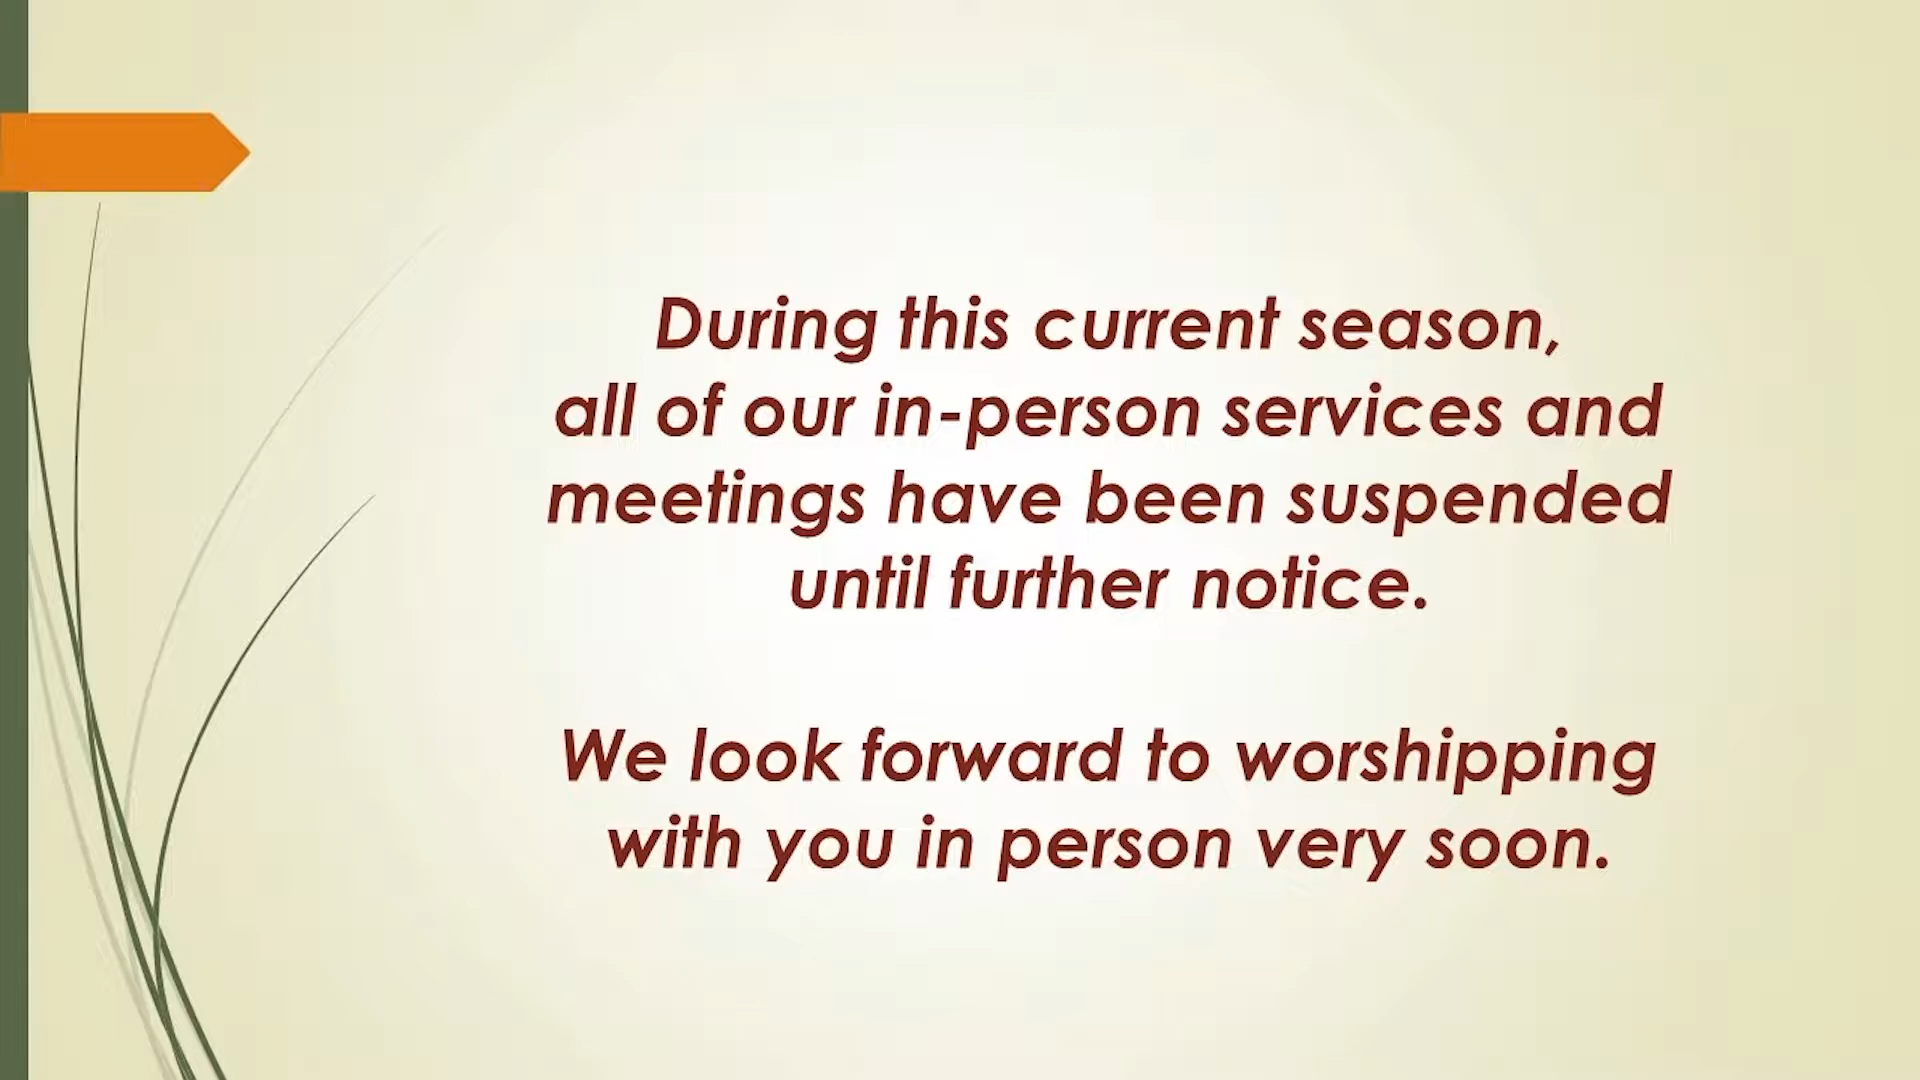 During this current season,
all of our in-person services and
meetings have been suspended
until further notice.
We look forward to worshipping
with you in person very soon.